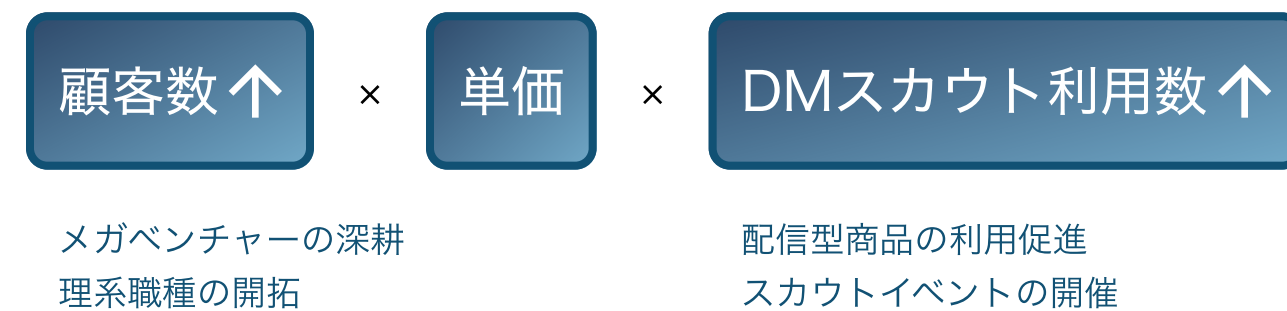 顧客数↑ × 単価 × DMスカウト利用数↑
メガベンチャーの深耕
理系職種の開拓
配信型商品の利用促進
スカウトイベントの開催